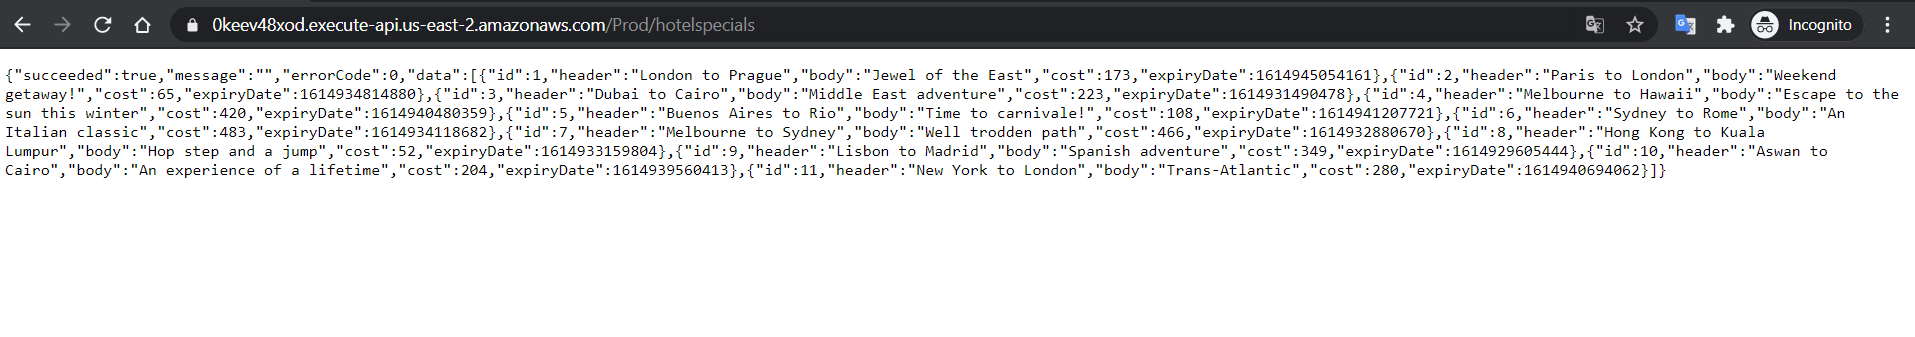 0keev48xod.execute-api.us-east-2.amazonaws.com/Prod/hotelspecials
Incognito
{"succeeded":true,"message":"","errorCode":0,"data":[{"id":1,"header":"London to Prague","body":"Jewel of the East","cost":173,"expiryDate":1614945054161},{"id":2,"header":"Paris to London","body":"Weekend
getaway!","cost":65,"expiryDate":1614934814880},{"id":3,"header":"Dubai to Cairo","body":"Middle East adventure","cost":223,"expiryDate":1614931490478},{"id":4,"header":"Melbourne to Hawaii","body":"Escape to the
sun this winter","cost":420,"expiryDate":1614940480359},{"id":5,"header":"Buenos Aires to Rio","body":"Time to carnivale!","cost":108,"expiryDate":1614941207721},{"id":6,"header":"Sydney to Rome","body":"An
Italian classic","cost":483,"expiryDate":1614934118682},{"id":7,"header":"Melbourne to Sydney","body":"Well trodden path","cost":466,"expiryDate":1614932880670},{"id":8,"header":"Hong Kong to Kuala
Lumpur","body":"Hop step and a jump","cost":52,"expiryDate":1614933159804},{"id":9,"header":"Lisbon to Madrid","body":"Spanish adventure","cost":349,"expiryDate":1614929605444},{"id":10,"header":"Aswan to
Cairo","body":"An experience of a lifetime","cost":204,"expiryDate":1614939560413},{"id":11,"header":"New York to London","body":"Trans-Atlantic","cost":280,"expiryDate":1614940694062}]}